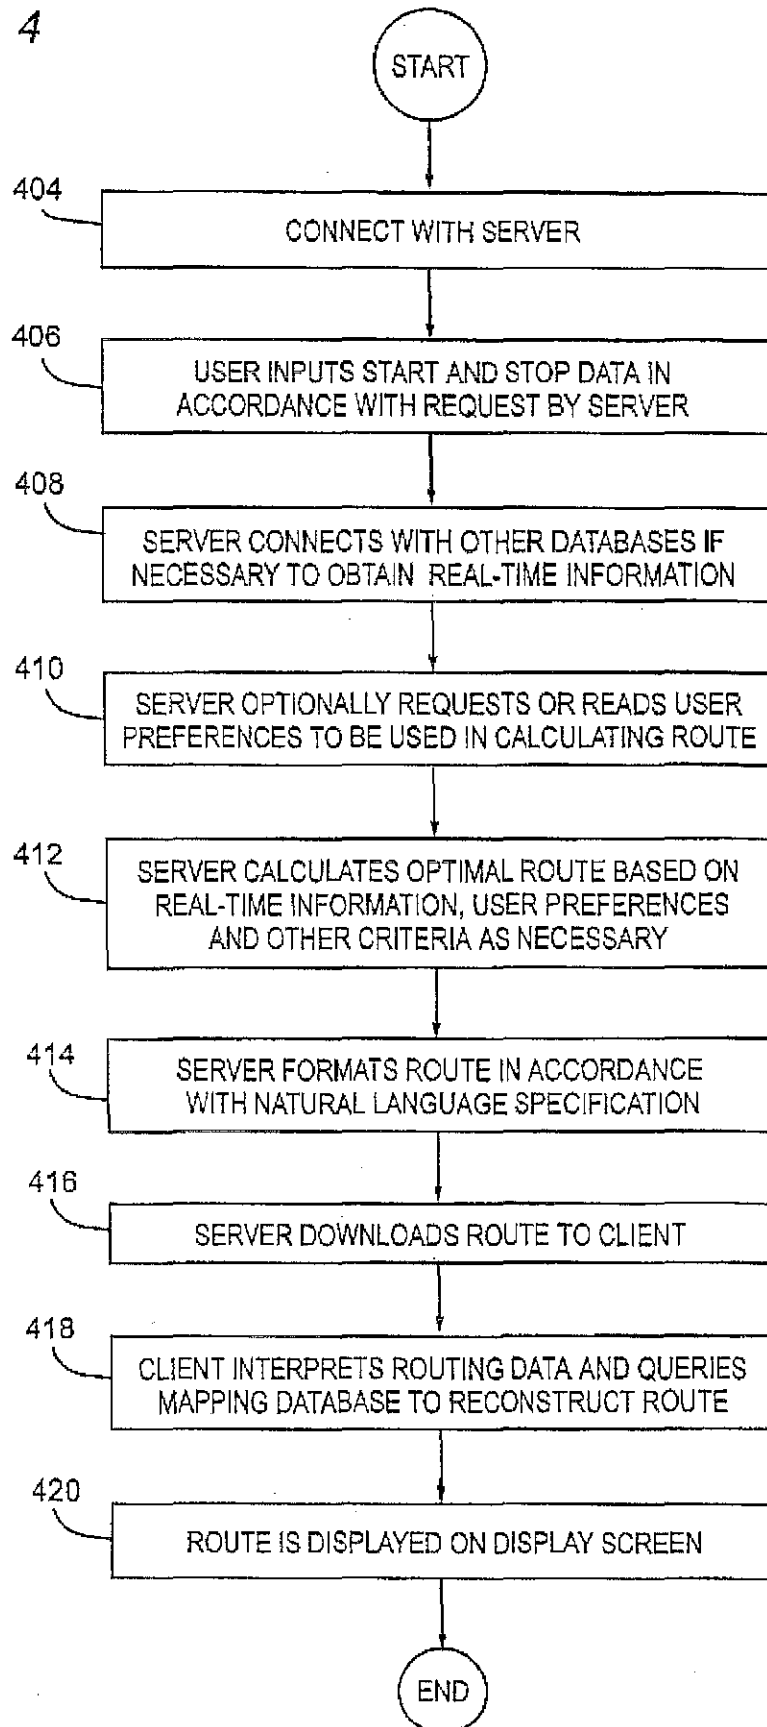 4
START
404
CONNECT WITH SERVER
406
USER INPUTS START AND STOP DATA IN
ACCORDANCE WITH REQUEST BY SERVER
408
SERVER CONNECTS WITH OTHER DATABASES IF
NECESSARY TO OBTAIN REAL-TIME INFORMATION
410
SERVER OPTIONALLY REQUESTS OR READS USER
PREFERENCES TO BE USED IN CALCULATING ROUTE
412
SERVER CALCULATES OPTIMAL ROUTE BASED ON
REAL-TIME INFORMATION, USER PREFERENCES
AND OTHER CRITERIA AS NECESSARY
414
SERVER FORMATS ROUTE IN ACCORDANCE
WITH NATURAL LANGUAGE SPECIFICATION
416
SERVER DOWNLOADS ROUTE TO CLIENT
418
CLIENT INTERPRETS ROUTING DATA AND QUERIES
MAPPING DATABASE TO RECONSTRUCT ROUTE
420
ROUTE IS DISPLAYED ON DISPLAY SCREEN
END